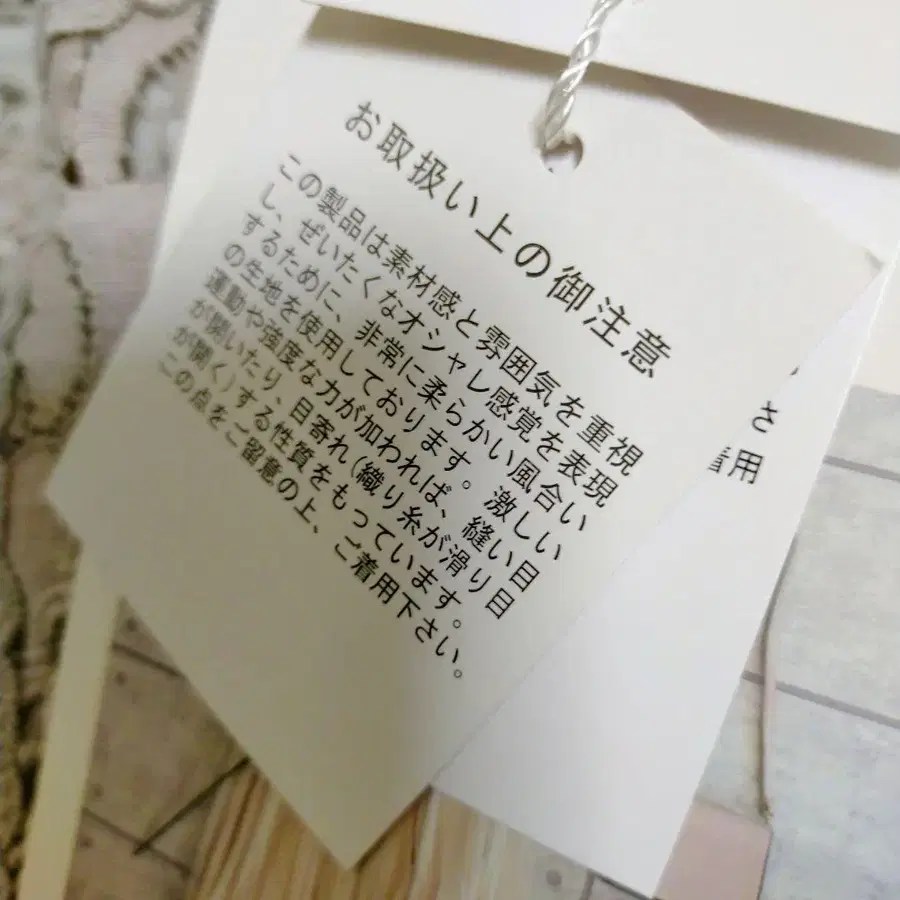 お取扱い上の御注意
この製品は素材感と雰囲気を重視
し、ぜいたくなオシャレ感覚を表現
するために、非常に柔らかい風合い
の生地を使用しております。激しい
運動や強度な力が加われば、縫い目
が開いたり、目寄れ(織り糸が滑り目
が開く)する性質をもっています。
この点をご留意の上、ご着用下さい。
さ
用